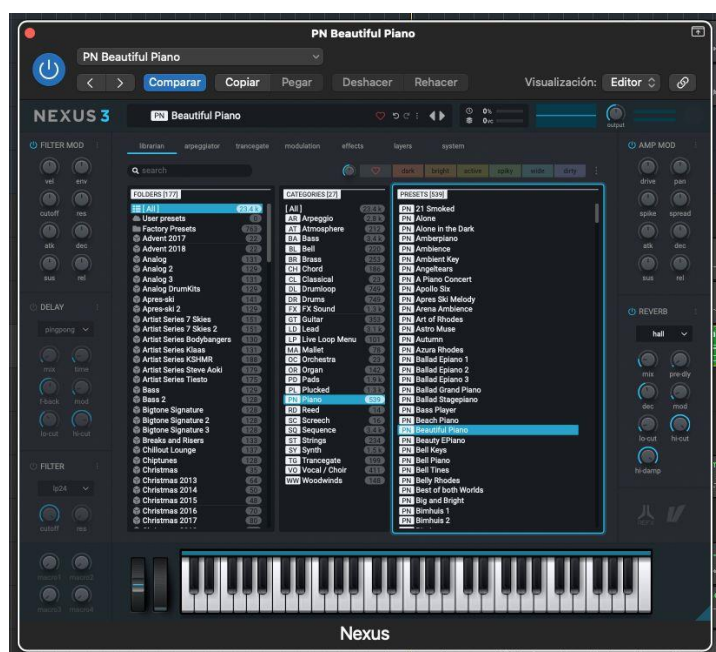 PN Beautiful Piano
PN Beautiful Piano
Comparar
Copiar
Pegar
Deshacer
Rehacer
Visualización:
Editor
NEXUS 3
PN Beautiful Piano
output
librarian
arpeggiator
trancegate
modulation
effects
layers
system
search
dark
bright
active
spiky
wide
dirty
FILTER MOD
vel
env
cutoff
res
atk
dec
sus
rel
DELAY
pingpong
mix
time
f-back
mod
lo-cut
hi-cut
FILTER
lp24
cutoff
res
macro1
macro2
macro3
macro4
FOLDERS [177]
[ All ]
User presets
Factory Presets
Advent 2017
Advent 2018
Analog
Analog 2
Analog 3
Analog DrumKits
Apres-ski
Apres-ski 2
Artist Series 7 Skies
Artist Series 7 Skies 2
Artist Series Bodybangers
Artist Series Klaas
Artist Series KSHMR
Artist Series Steve Aoki
Artist Series Tiesto
Bass
Bass 2
Bigtone Signature
Bigtone Signature 2
Bigtone Signature 3
Breaks and Risers
Chillout Lounge
Chiptunes
Christmas
Christmas 2013
Christmas 2014
Christmas 2015
Christmas 2016
Christmas 2017
CATEGORIES [27]
[All ]
AR Arpeggio
AT Atmosphere
BA Bass
BL Bell
BR Brass
CH Chord
CL Classical
DL Drumloop
DR Drums
FX FX Sound
GT Guitar
LD Lead
LP Live Loop Menu
MA Mallet
OC Orchestra
OR Organ
PD Pads
PL Plucked
PN Piano 539
RD Reed
SC Screech
SQ Sequence
ST Strings
SY Synth
TG Trancegate
VO Vocal / Choir
WW Woodwinds
PRESETS [539]
PN 21 Smoked
PN Alone
PN Alone in the Dark
PN Amberpiano
PN Ambience
PN Ambient Key
PN Angeltears
PN A Piano Concert
PN Apollo Six
PN Apres Ski Melody
PN Arena Ambience
PN Art of Rhodes
PN Astro Muse
PN Autumn
PN Azura Rhodes
PN Ballad Epiano 1
PN Ballad Epiano 2
PN Ballad Epiano 3
PN Ballad Grand Piano
PN Ballad Stagepiano
PN Bass Player
PN Beach Piano
PN Beautiful Piano
PN Beauty EPiano
PN Bell Keys
PN Bell Piano
PN Bell Tines
PN Belly Rhodes
PN Best of both Worlds
PN Big and Bright
PN Bimhuis 1
PN Bimhuis 2
AMP MOD
drive
pan
spike
spread
atk
dec
sus
rel
REVERB
hall
mix
pre-dly
dec
mod
lo-cut
hi-cut
hi-damp
Nexus